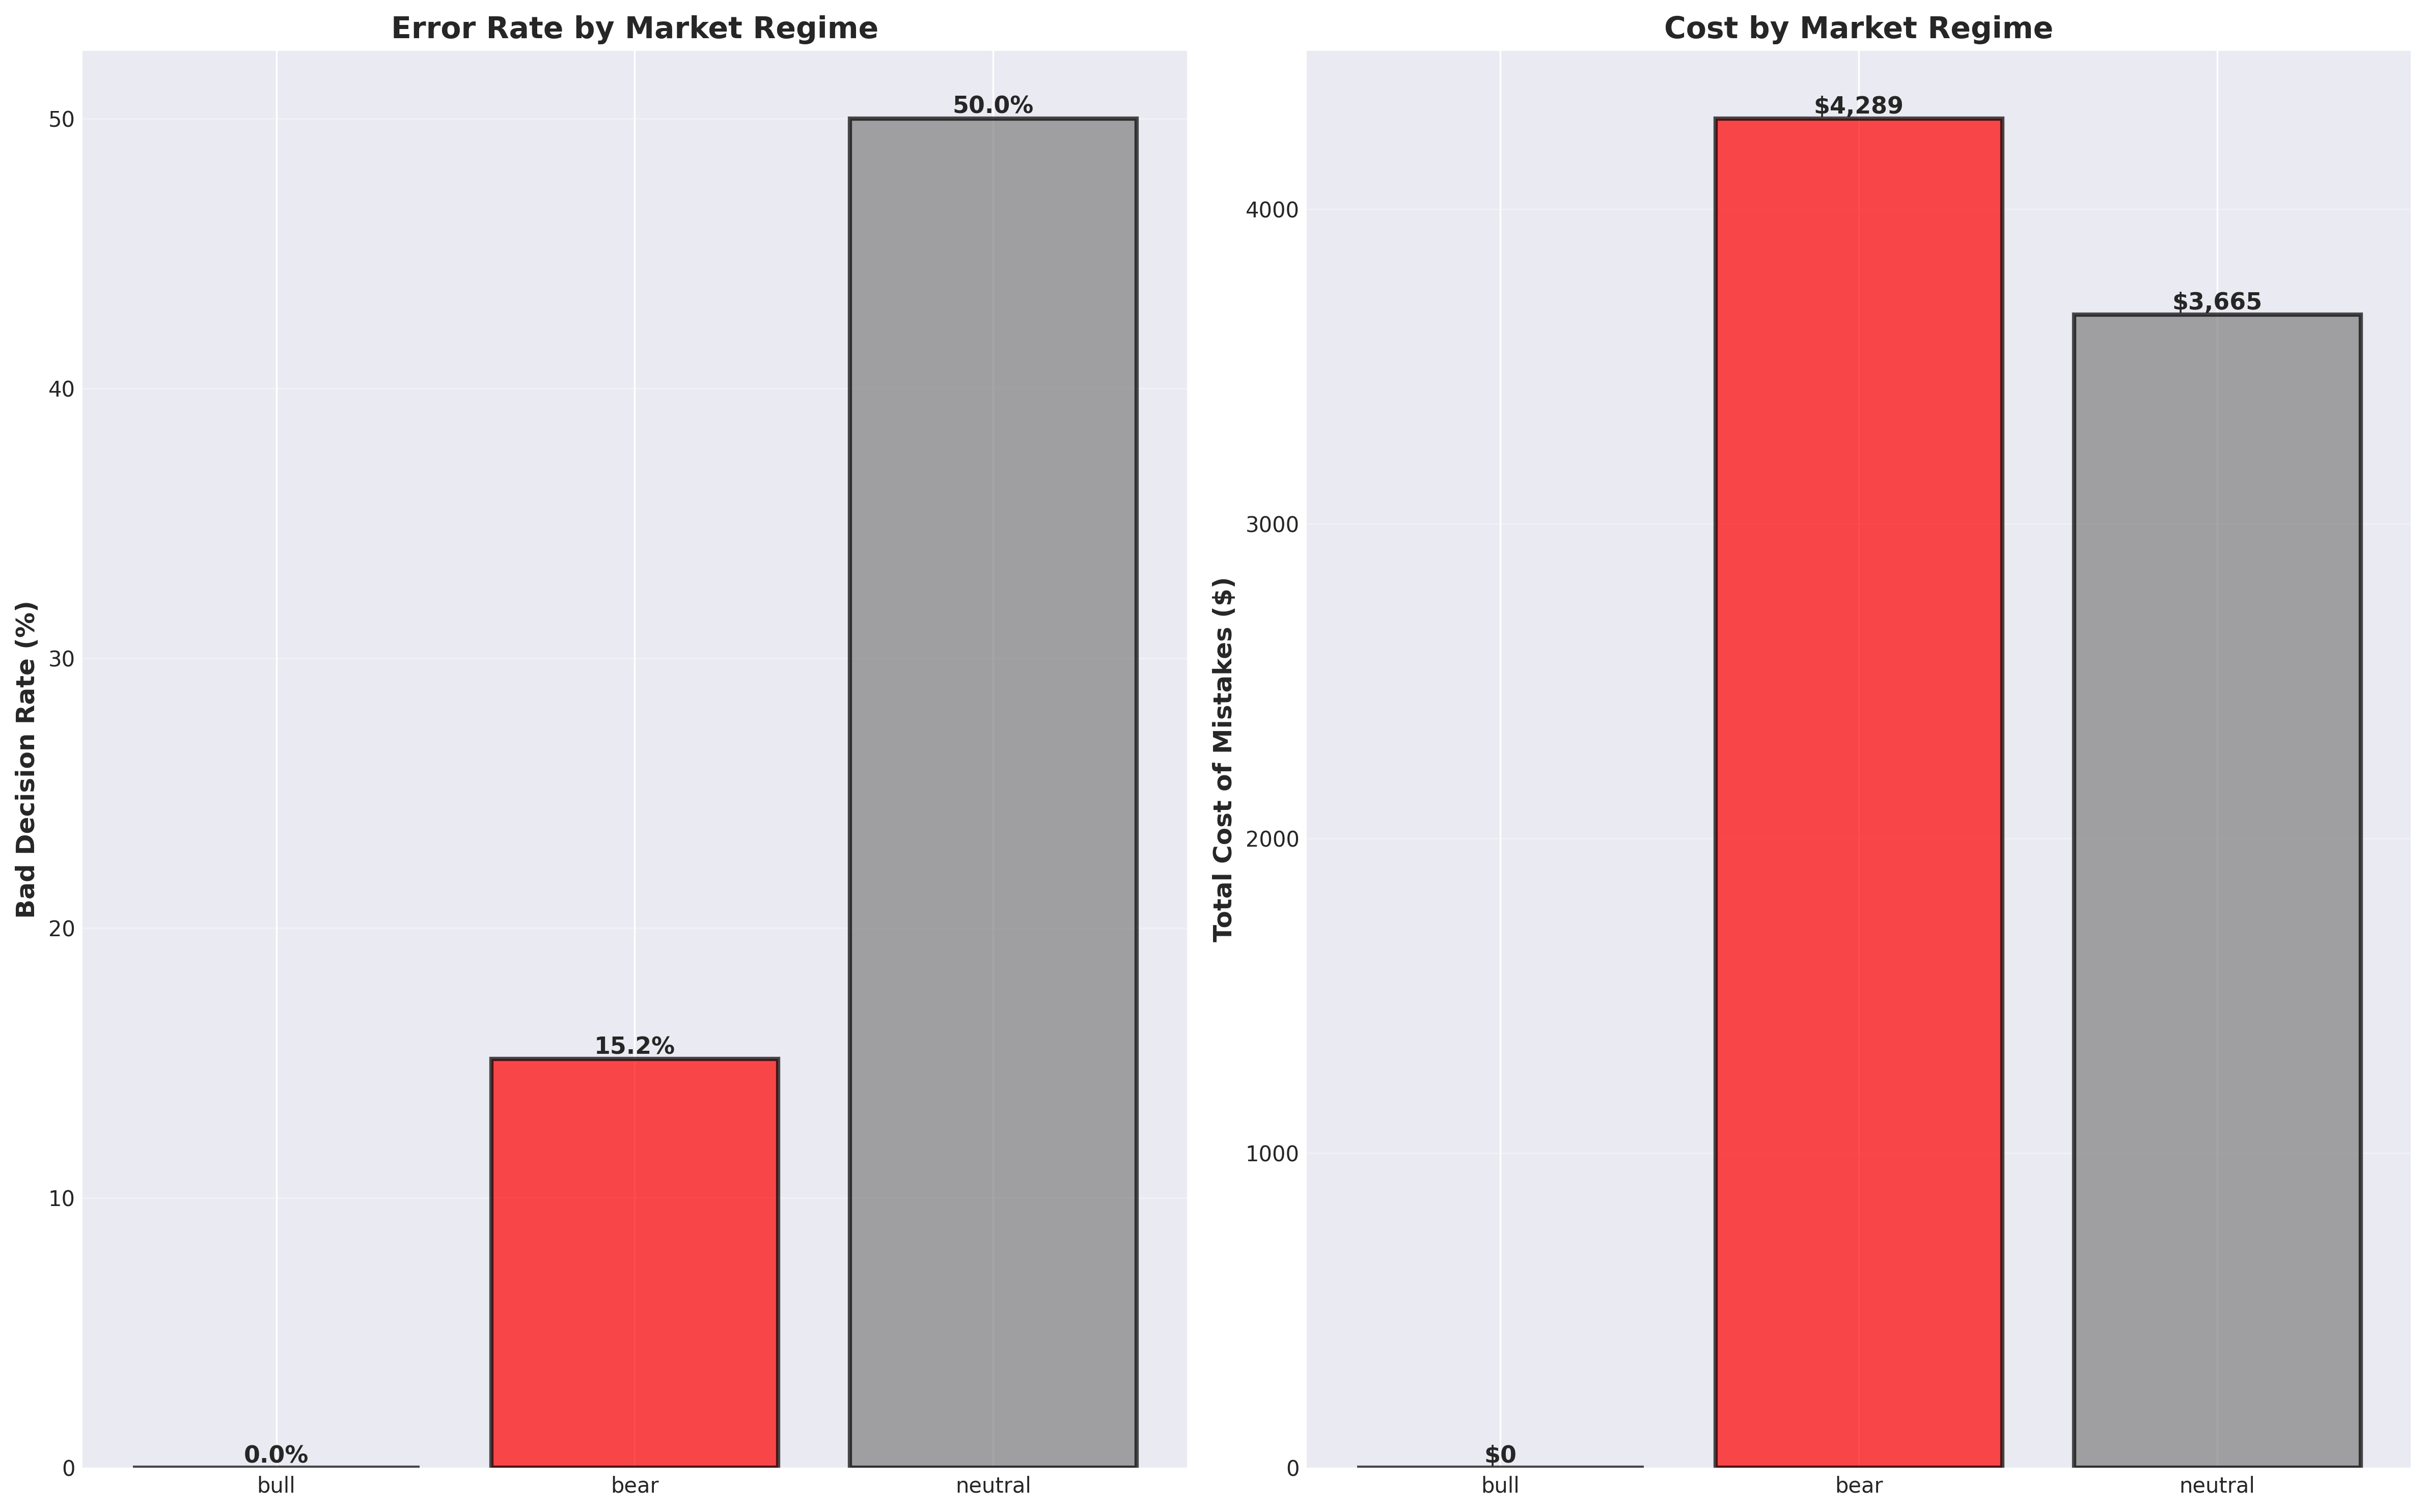 Error Rate by Market Regime
Bad Decision Rate (%)
50
40
30
20
10
0
0.0%
15.2%
50.0%
bull
bear
neutral
Cost by Market Regime
Total Cost of Mistakes ($)
4000
3000
2000
1000
0
$0
$4,289
$3,665
bull
bear
neutral